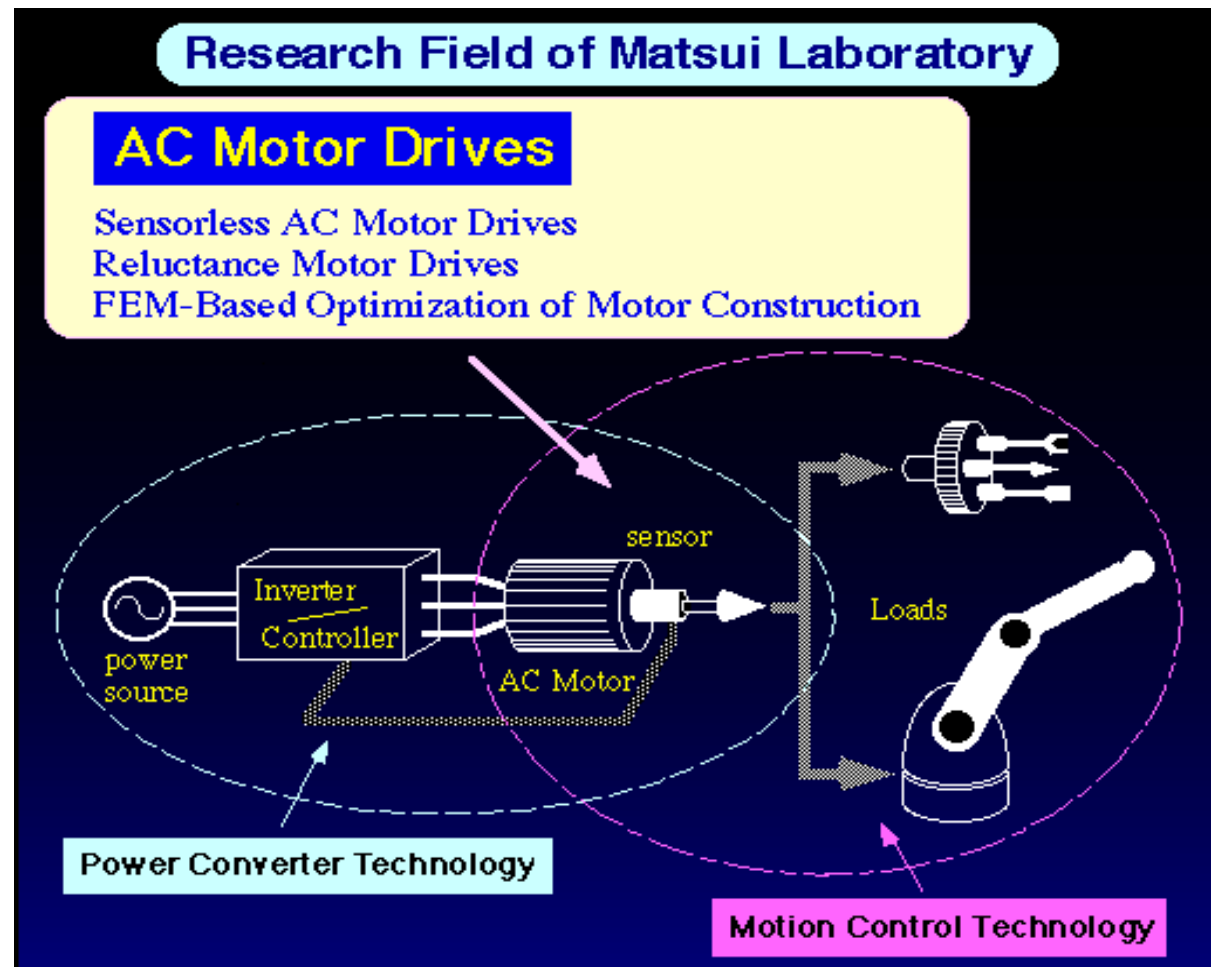 Research Field of Matsui Laboratory
AC Motor Drives
Sensorless AC Motor Drives
Reluctance Motor Drives
FEM-Based Optimization of Motor Construction
sensor
Inverter
Controller
Loads
power
source
AC Motor
Power Converter Technology
Motion Control Technology